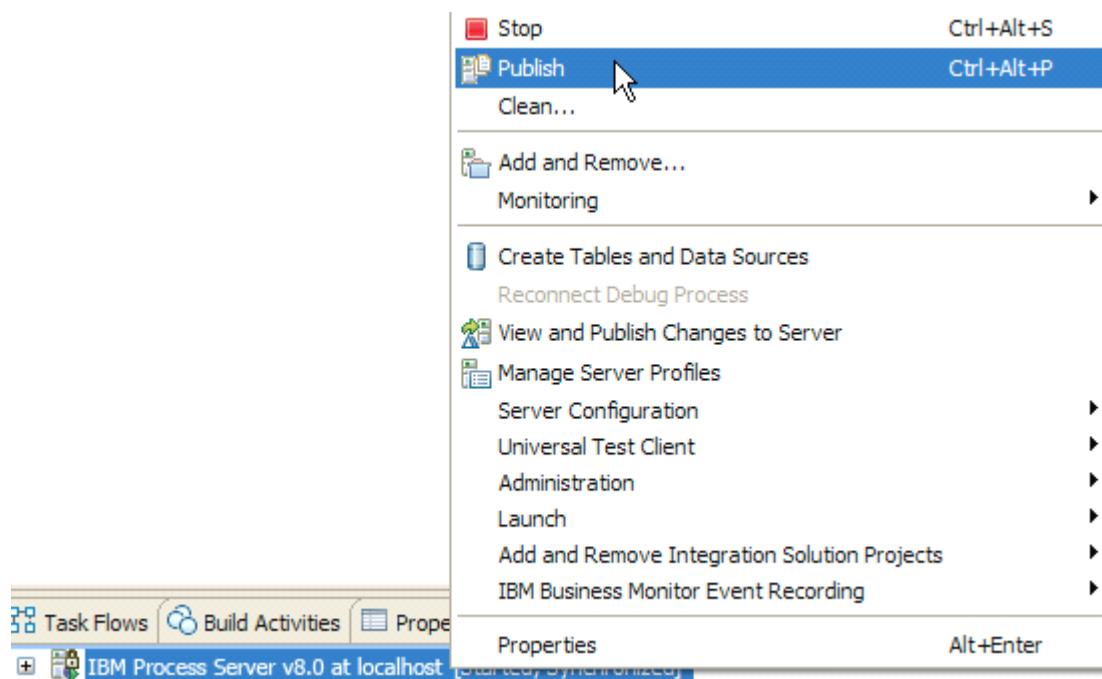 Stop Ctrl+Alt+S
Publish Ctrl+Alt+P
Clean...
Add and Remove...
Monitoring
Create Tables and Data Sources
Reconnect Debug Process
View and Publish Changes to Server
Manage Server Profiles
Server Configuration
Universal Test Client
Administration
Launch
Add and Remove Integration Solution Projects
IBM Business Monitor Event Recording
Properties Alt+Enter
Task Flows Build Activities Prope
IBM Process Server v8.0 at localhost [Started, Synchronized]